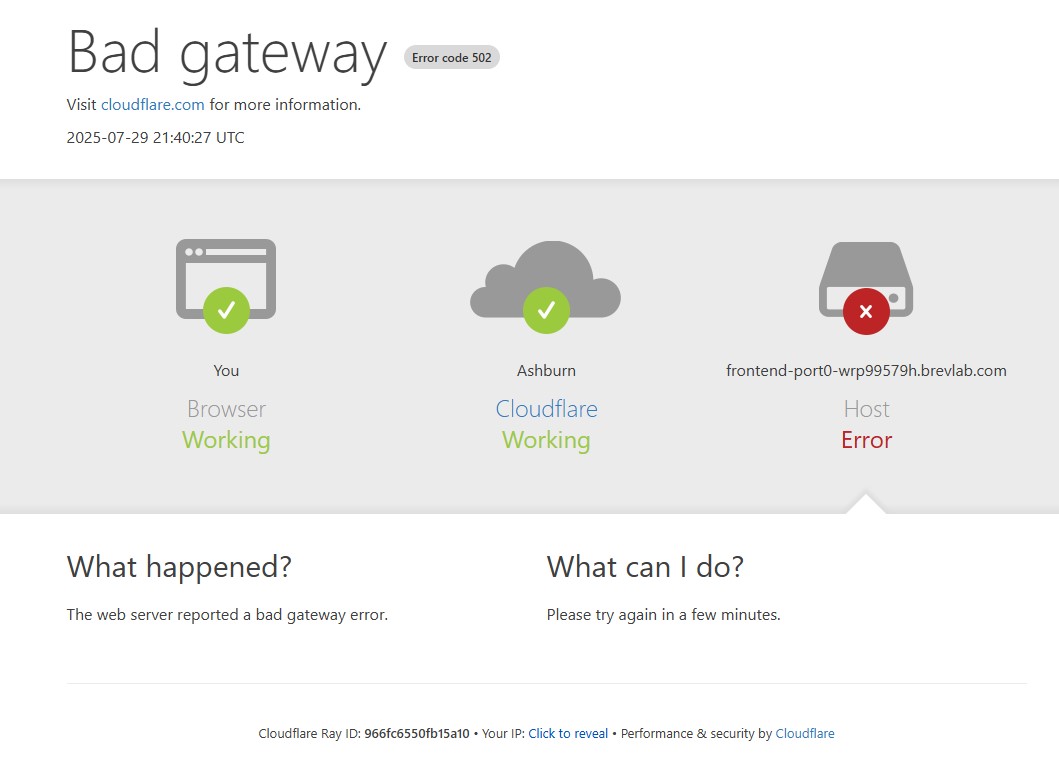 Bad gateway Error code 502
Visit cloudflare.com for more information.
2025-07-29 21:40:27 UTC
You
Browser
Working
Ashburn
Cloudflare
Working
frontend-port0-wrp99579h.brevlab.com
Host
Error
What happened?
The web server reported a bad gateway error.
What can I do?
Please try again in a few minutes.
Cloudflare Ray ID: 966fc6550fb15a10 • Your IP: Click to reveal • Performance & security by Cloudflare